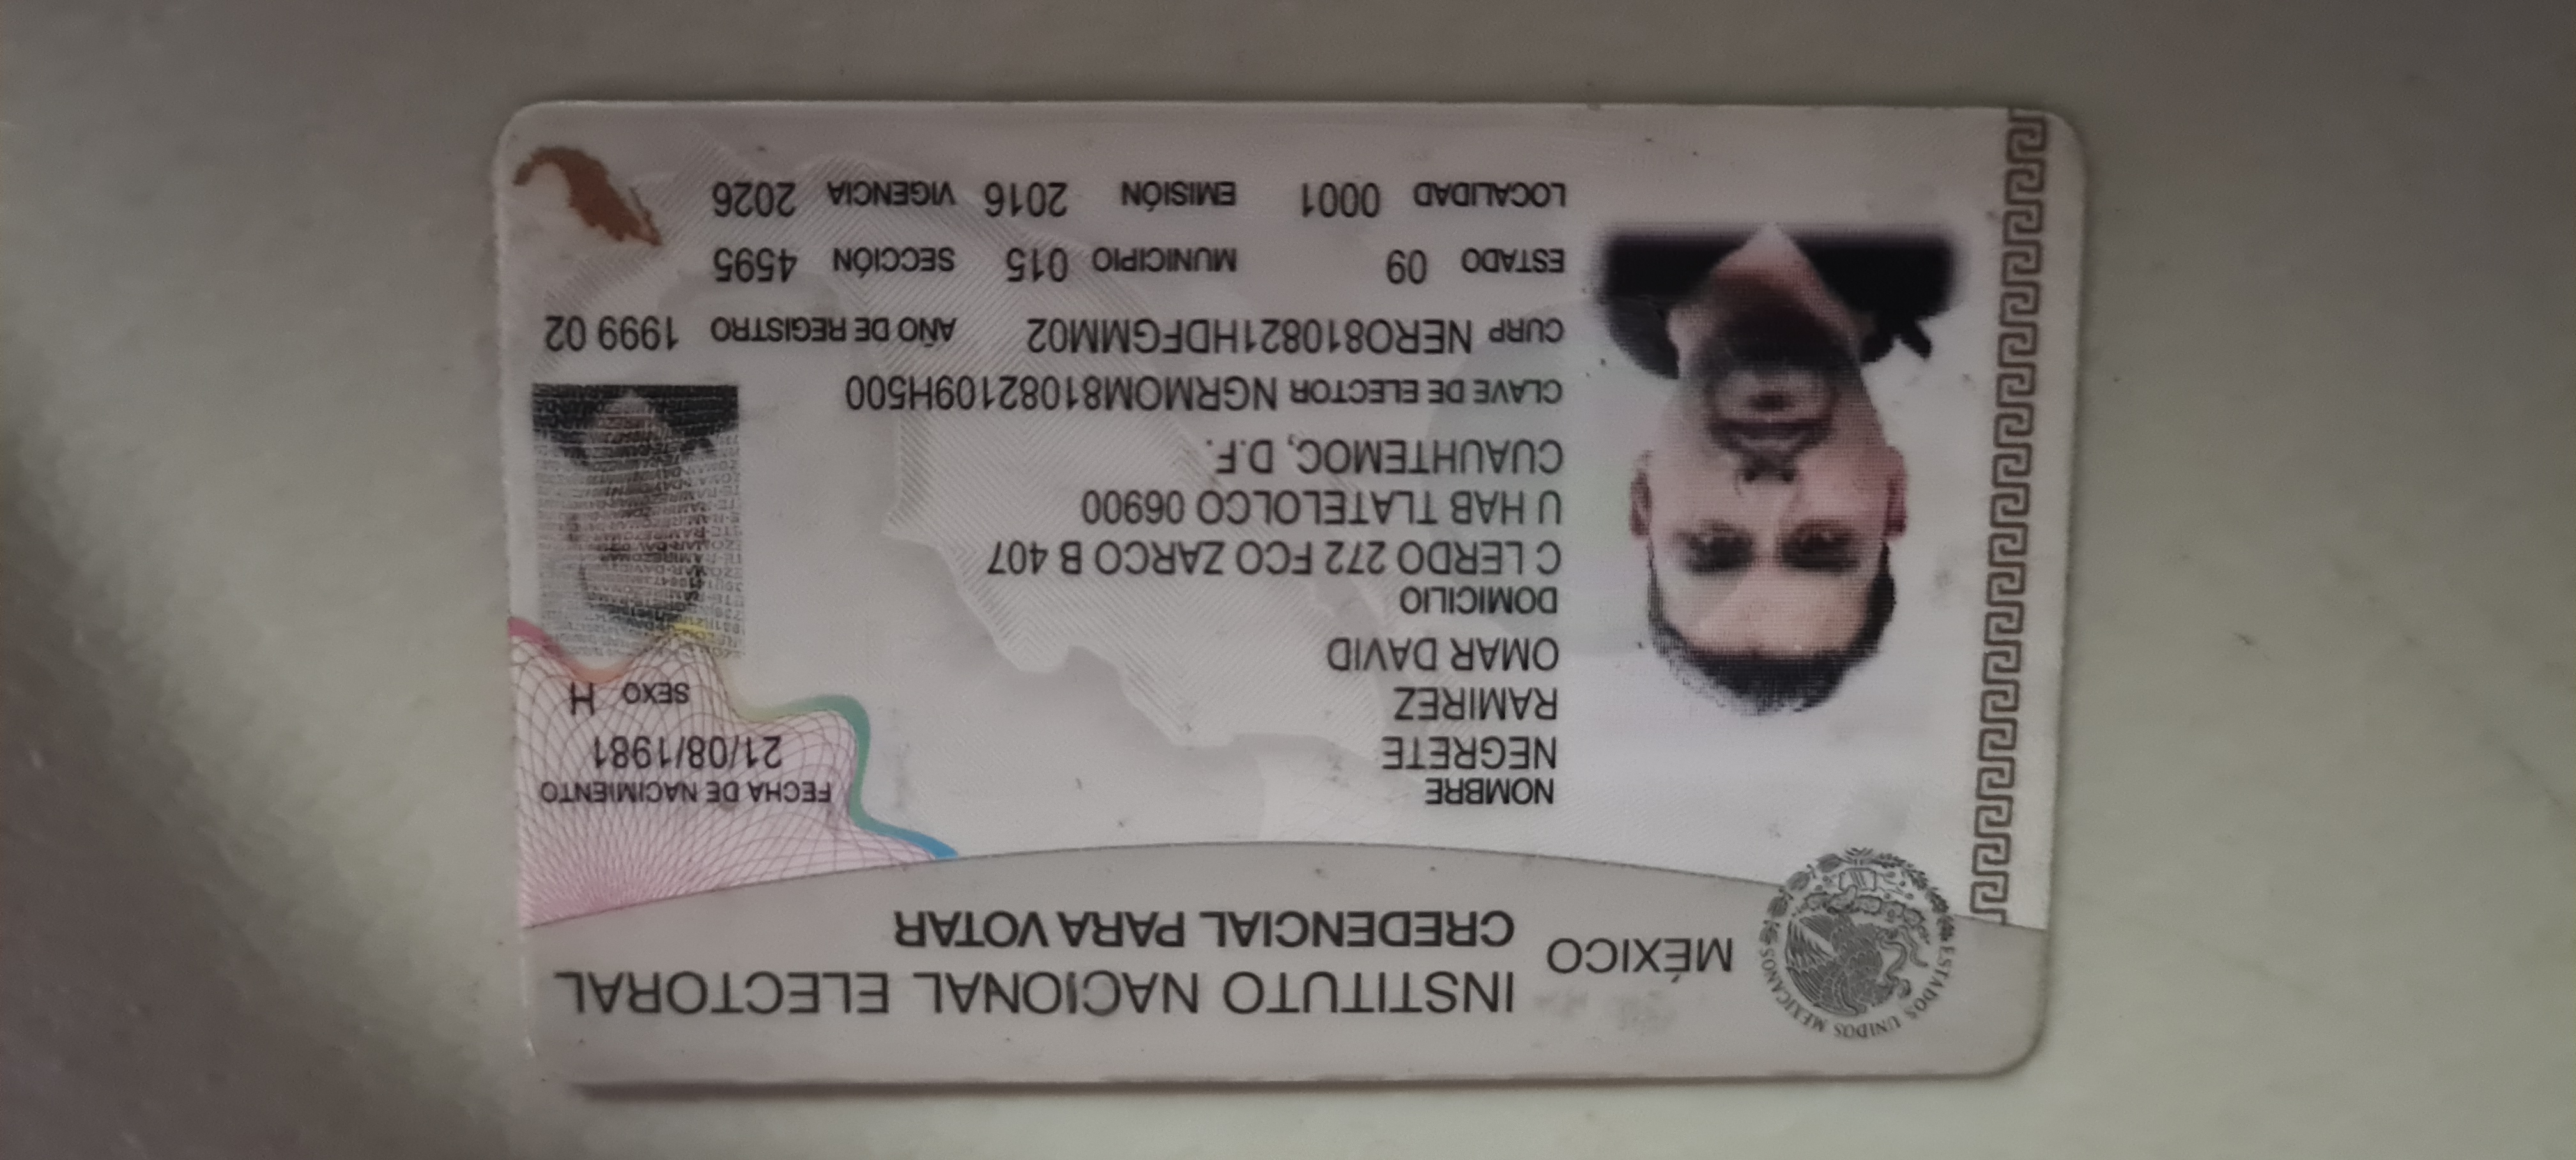 MÉXICO
INSTITUTO NACIONAL ELECTORAL
CREDENCIAL PARA VOTAR
ESTADOS UNIDOS MEXICANOS
NOMBRE
NEGRETE
RAMIREZ
OMAR DAVID
FECHA DE NACIMIENTO
21/08/1981
SEXO H
DOMICILIO
C LERDO 272 FCO ZARCO B 407
U HAB TLATELOLCO 06900
CUAUHTEMOC, D.F.
CLAVE DE ELECTOR NGRMOM81082109H500
CURP NERO810821HDFGMM02 AÑO DE REGISTRO 1999 02
ESTADO 09 MUNICIPIO 015 SECCIÓN 4595
LOCALIDAD 0001 EMISIÓN 2016 VIGENCIA 2026